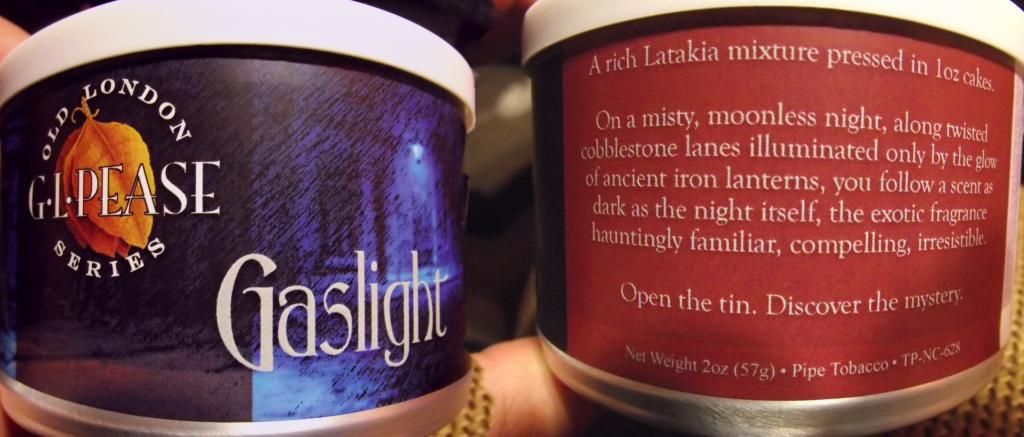 OLD LONDON
G.L.PEASE
SERIES
Gaslight
A rich Latakia mixture pressed in 1oz cakes.
On a misty, moonless night, along twisted
cobblestone lanes illuminated only by the glow
of ancient iron lanterns, you follow a scent as
dark as the night itself, the exotic fragrance
hauntingly familiar, compelling, irresistible.
Open the tin. Discover the mystery.
Net Weight 2oz (57g) • Pipe Tobacco • TP-NC-628